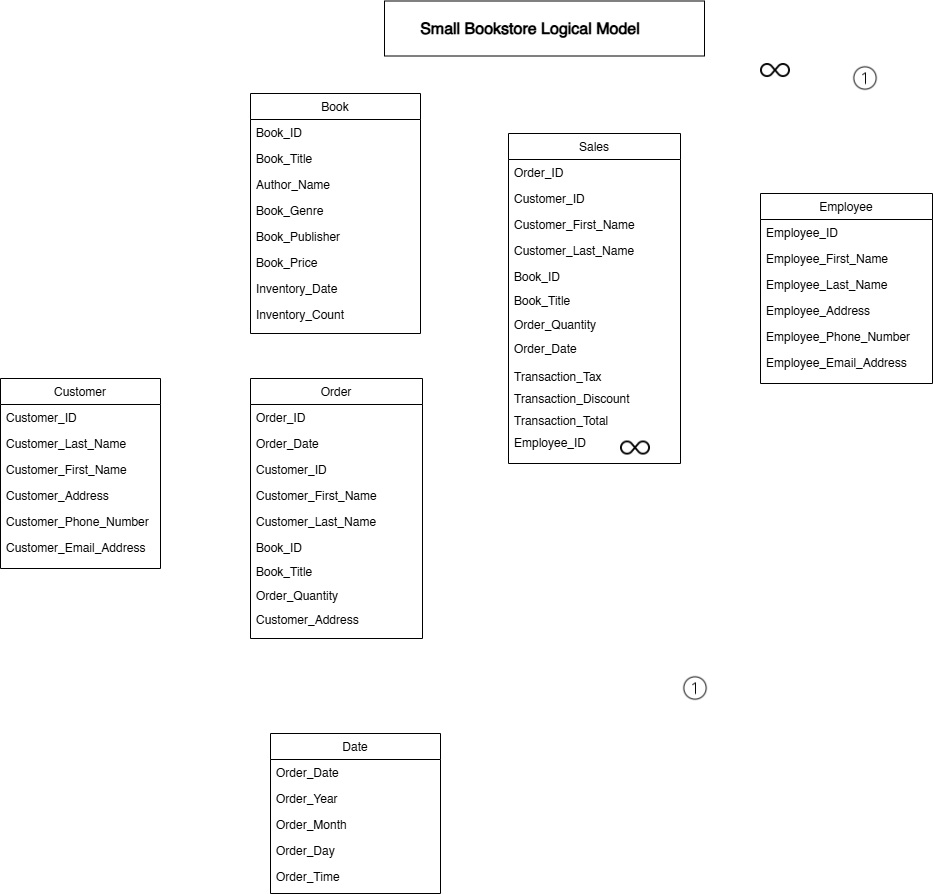 Small Bookstore Logical Model
∞
1
Book
Book_ID
Book_Title
Author_Name
Book_Genre
Book_Publisher
Book_Price
Inventory_Date
Inventory_Count
Sales
Order_ID
Customer_ID
Customer_First_Name
Customer_Last_Name
Book_ID
Book_Title
Order_Quantity
Order_Date
Transaction_Tax
Transaction_Discount
Transaction_Total
Employee_ID ∞
Employee
Employee_ID
Employee_First_Name
Employee_Last_Name
Employee_Address
Employee_Phone_Number
Employee_Email_Address
Customer
Customer_ID
Customer_Last_Name
Customer_First_Name
Customer_Address
Customer_Phone_Number
Customer_Email_Address
Order
Order_ID
Order_Date
Customer_ID
Customer_First_Name
Customer_Last_Name
Book_ID
Book_Title
Order_Quantity
Customer_Address
1
Date
Order_Date
Order_Year
Order_Month
Order_Day
Order_Time